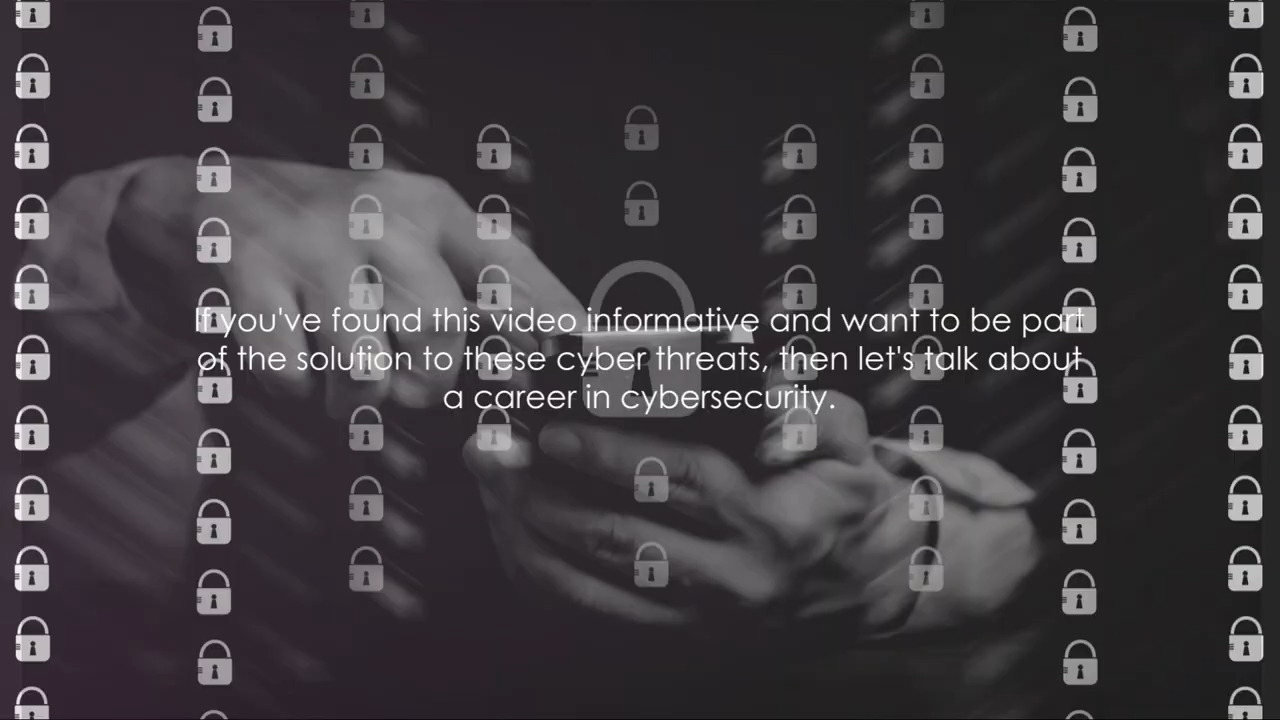 If you've found this video informative and want to be part
of the solution to these cyber threats, then let's talk about
a career in cybersecurity.